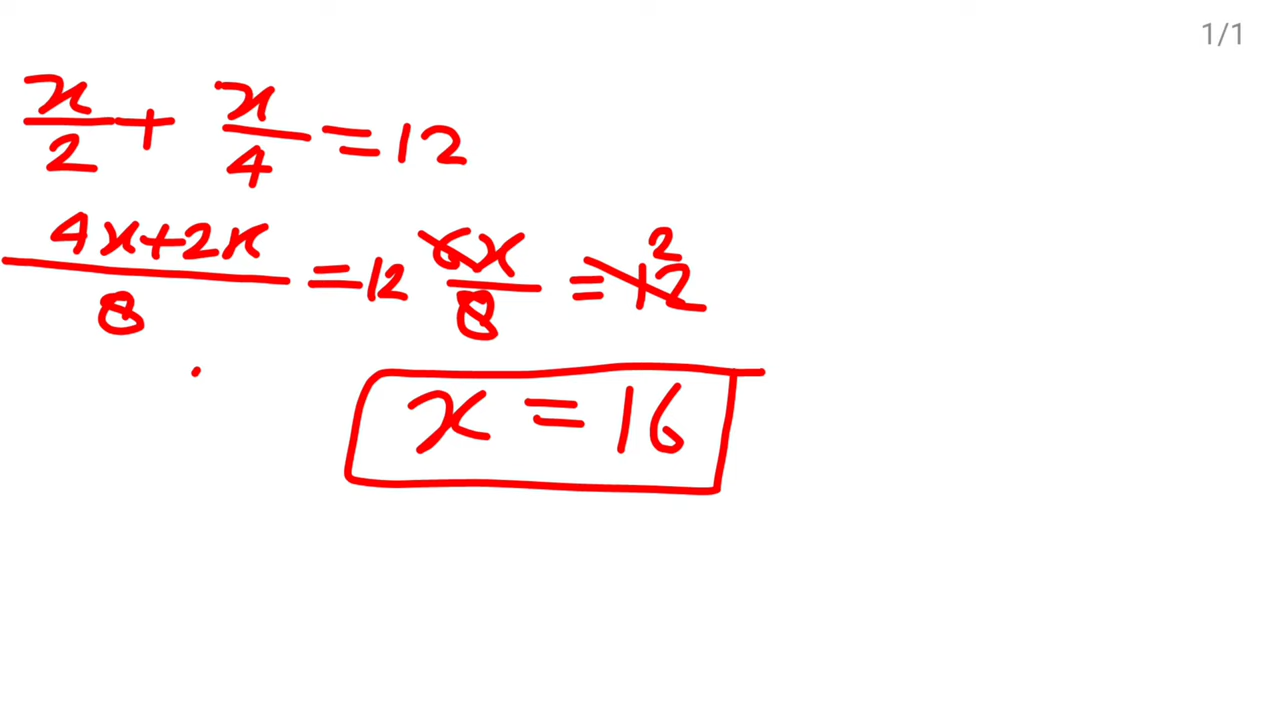 1/1
x/2 + x/4 = 12
4x+2x/8 = 12 6x/8 = 12 2
x = 16